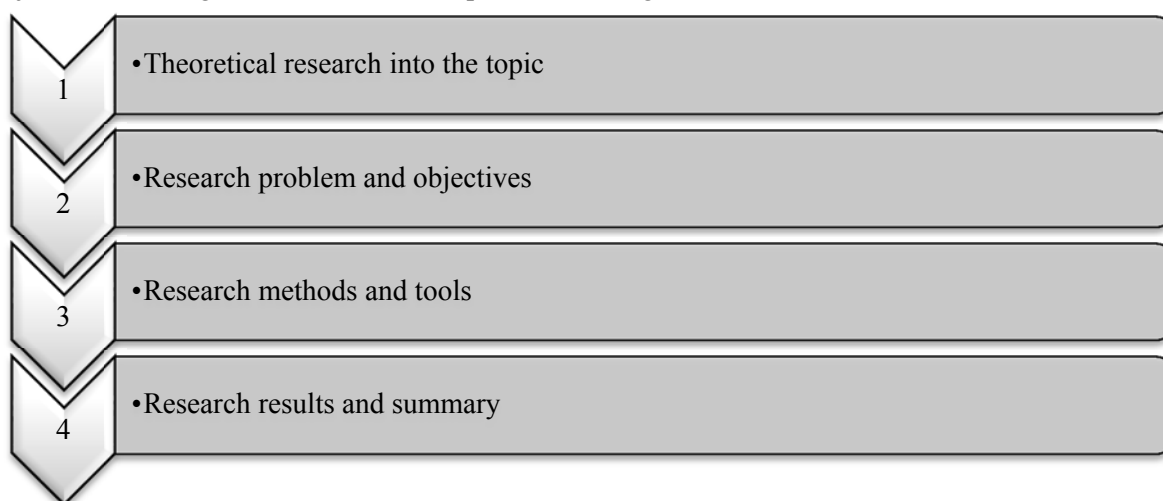 1
•Theoretical research into the topic
2
•Research problem and objectives
3
•Research methods and tools
4
•Research results and summary